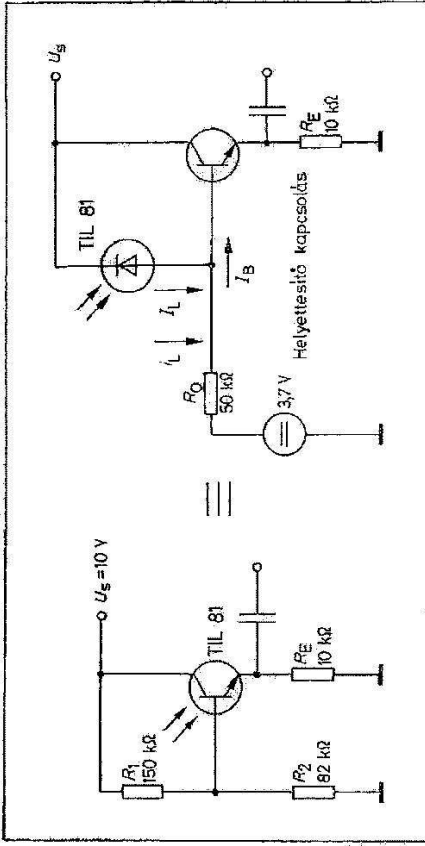 U_s = 10 V
R_1
150 kΩ
TIL 81
R_2
82 kΩ
R_E
10 kΩ
U_s
TIL 81
I_L
i_L
I_B
R_Q
50 kΩ
3,7 V
R_E
10 kΩ
Helyettesítő kapcsolás